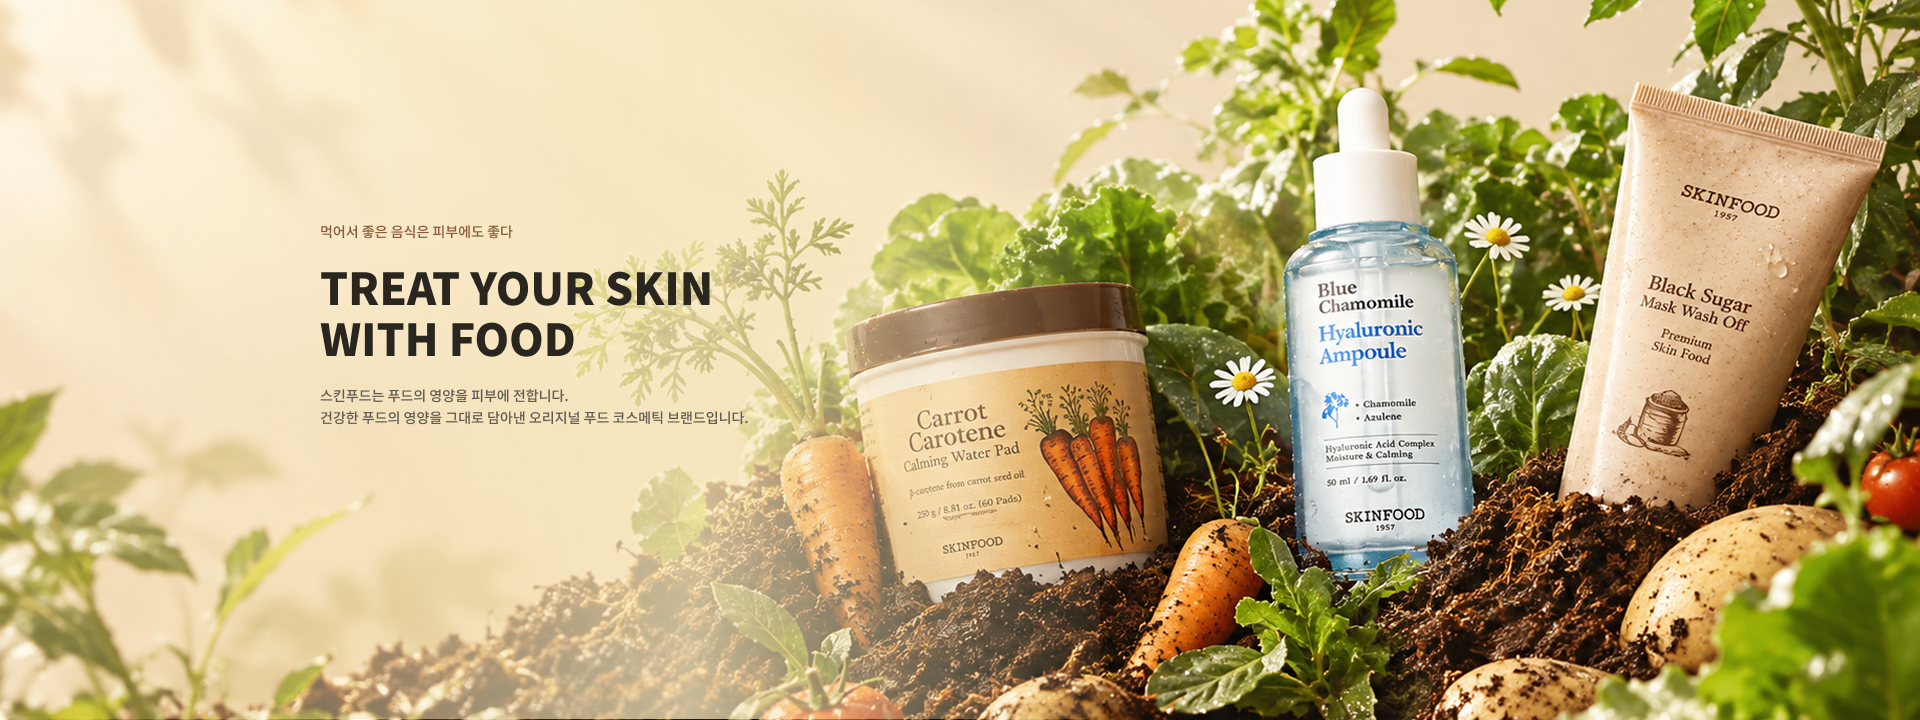 먹어서 좋은 음식은 피부에도 좋다
TREAT YOUR SKIN
WITH FOOD
스킨푸드는 푸드의 영양을 피부에 전합니다.
건강한 푸드의 영양을 그대로 담아낸 오리지널 푸드 코스메틱 브랜드입니다.
Carrot
Carotene
Calming Water Pad
β-carotene from carrot seed oil
250 g / 8.81 oz. (60 Pads)
SKINFOOD
Blue
Chamomile
Hyaluronic
Ampoule
• Chamomile
• Azulene
Hyaluronic Acid Complex
Moisture & Calming
50 ml / 1.69 fl. oz.
SKINFOOD
1957
SKINFOOD
1957
Black Sugar
Mask Wash Off
Premium
Skin Food